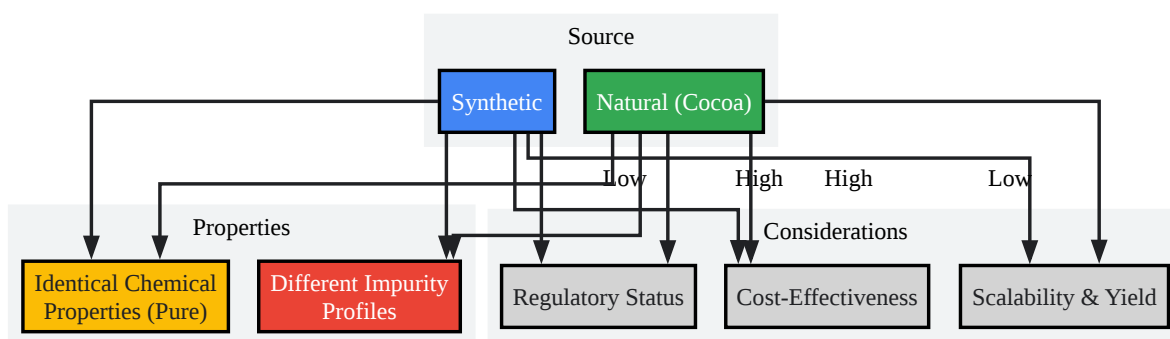 Source
Synthetic
Natural (Cocoa)
Low
High
High
Low
Properties
Considerations
Identical Chemical
Properties (Pure)
Different Impurity
Profiles
Regulatory Status
Cost-Effectiveness
Scalability & Yield